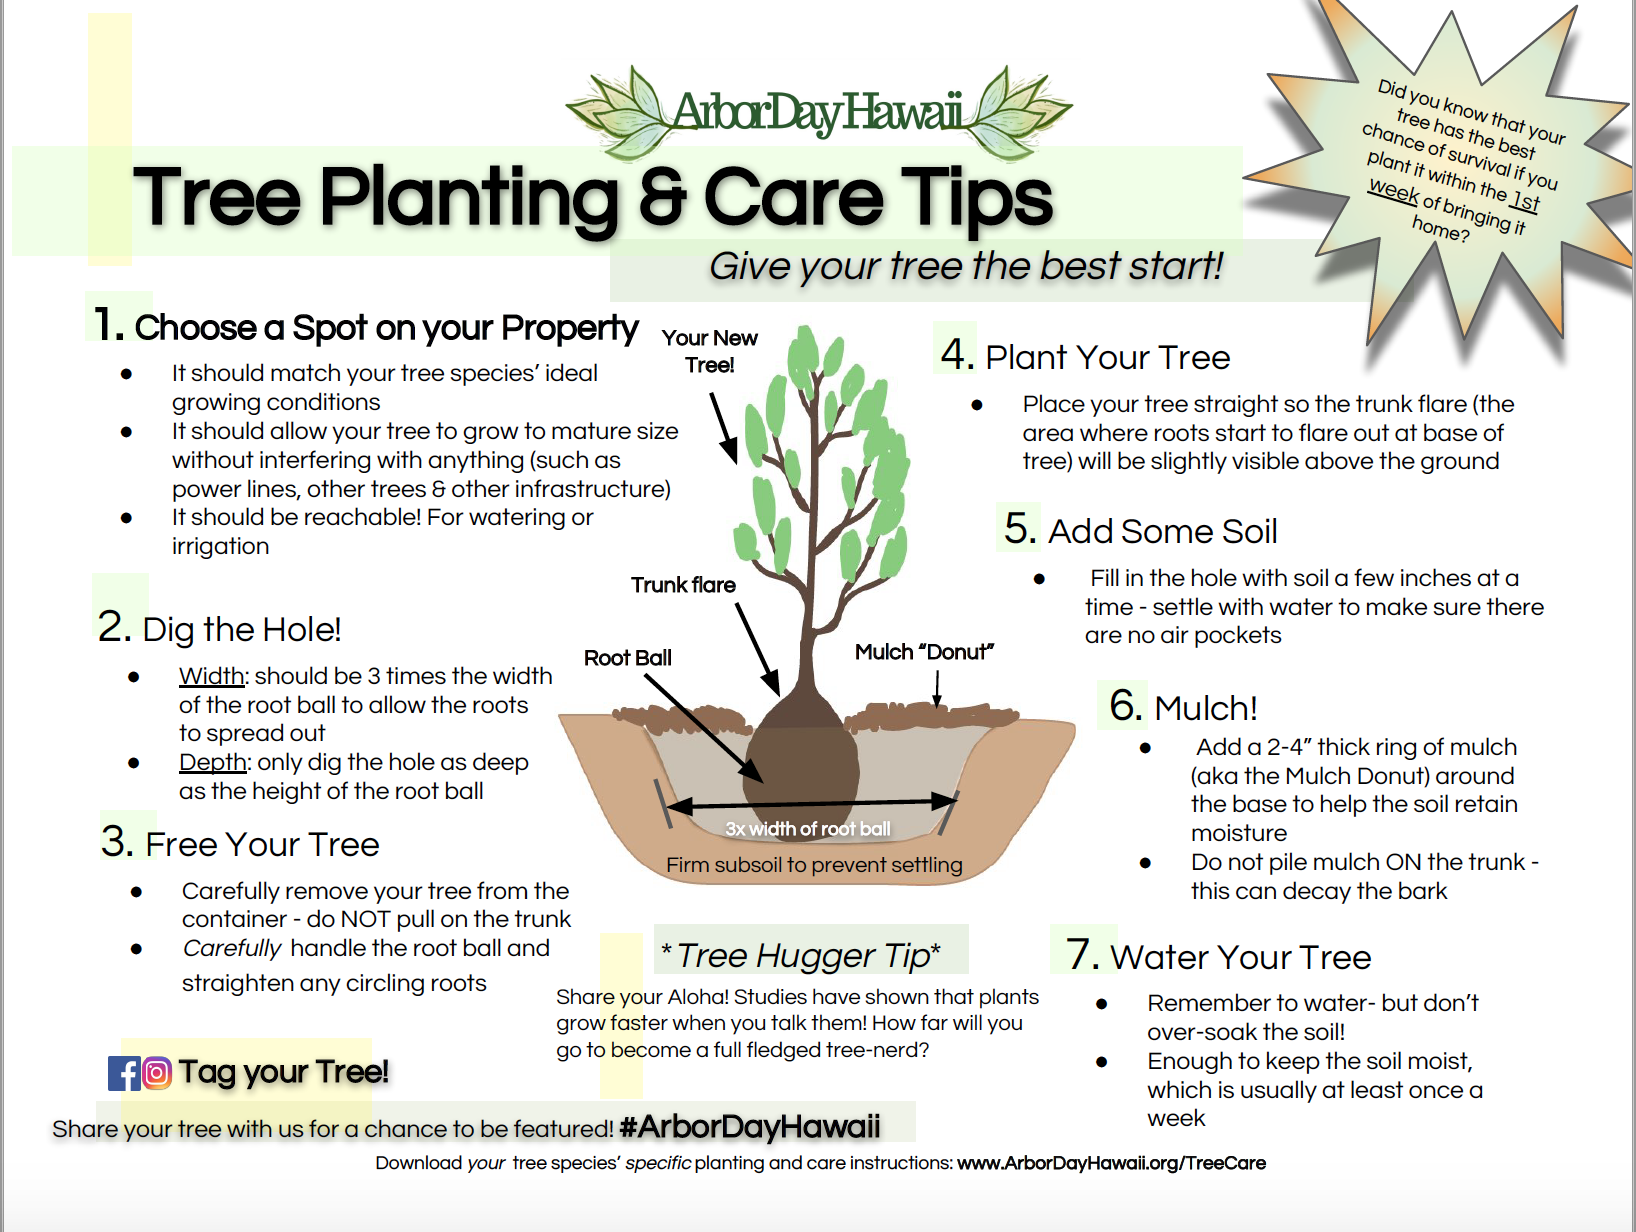 ArborDayHawaii
Tree Planting & Care Tips
Give your tree the best start!
Did you know that your
tree has the best
chance of survival if you
plant it within the 1st
week of bringing it
home?
1. Choose a Spot on your Property
● It should match your tree species’ ideal
growing conditions
● It should allow your tree to grow to mature size
without interfering with anything (such as
power lines, other trees & other infrastructure)
● It should be reachable! For watering or
irrigation
2. Dig the Hole!
● Width: should be 3 times the width
of the root ball to allow the roots
to spread out
● Depth: only dig the hole as deep
as the height of the root ball
3. Free Your Tree
● Carefully remove your tree from the
container - do NOT pull on the trunk
● Carefully handle the root ball and
straighten any circling roots
Your New
Tree!
Trunk flare
Root Ball
Mulch “Donut”
3x width of root ball
Firm subsoil to prevent settling
4. Plant Your Tree
● Place your tree straight so the trunk flare (the
area where roots start to flare out at base of
tree) will be slightly visible above the ground
5. Add Some Soil
● Fill in the hole with soil a few inches at a
time - settle with water to make sure there
are no air pockets
6. Mulch!
● Add a 2-4” thick ring of mulch
(aka the Mulch Donut) around
the base to help the soil retain
moisture
● Do not pile mulch ON the trunk -
this can decay the bark
7. Water Your Tree
● Remember to water- but don’t
over-soak the soil!
● Enough to keep the soil moist,
which is usually at least once a
week
*Tree Hugger Tip*
Share your Aloha! Studies have shown that plants
grow faster when you talk them! How far will you
go to become a full fledged tree-nerd?
Tag your Tree!
Share your tree with us for a chance to be featured! #ArborDayHawaii
Download your tree species’ specific planting and care instructions: www.ArborDayHawaii.org/TreeCare